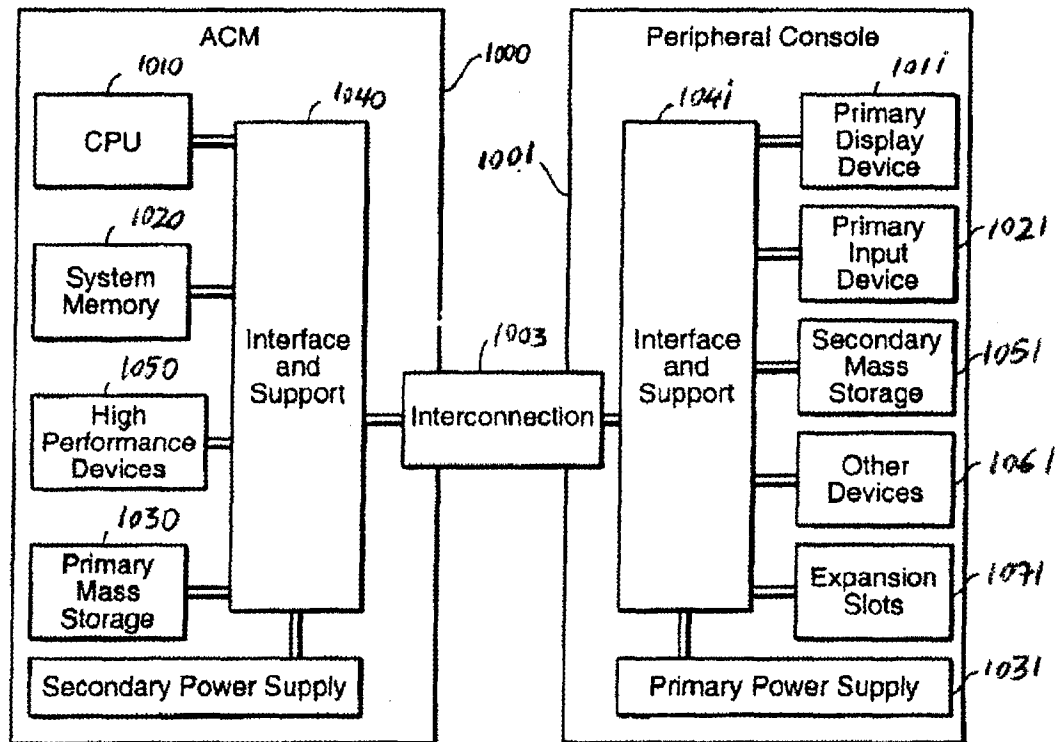 ACM
1000
1010
CPU
1040
1020
System
Memory
1050
High
Performance
Devices
1030
Primary
Mass
Storage
Interface
and
Support
Secondary Power Supply
1003
Interconnection
Peripheral Console
1001
1041
Interface
and
Support
1011
Primary
Display
Device
Primary
Input
Device
1021
Secondary
Mass
Storage
1051
Other
Devices
1061
Expansion
Slots
1071
Primary Power Supply
1031